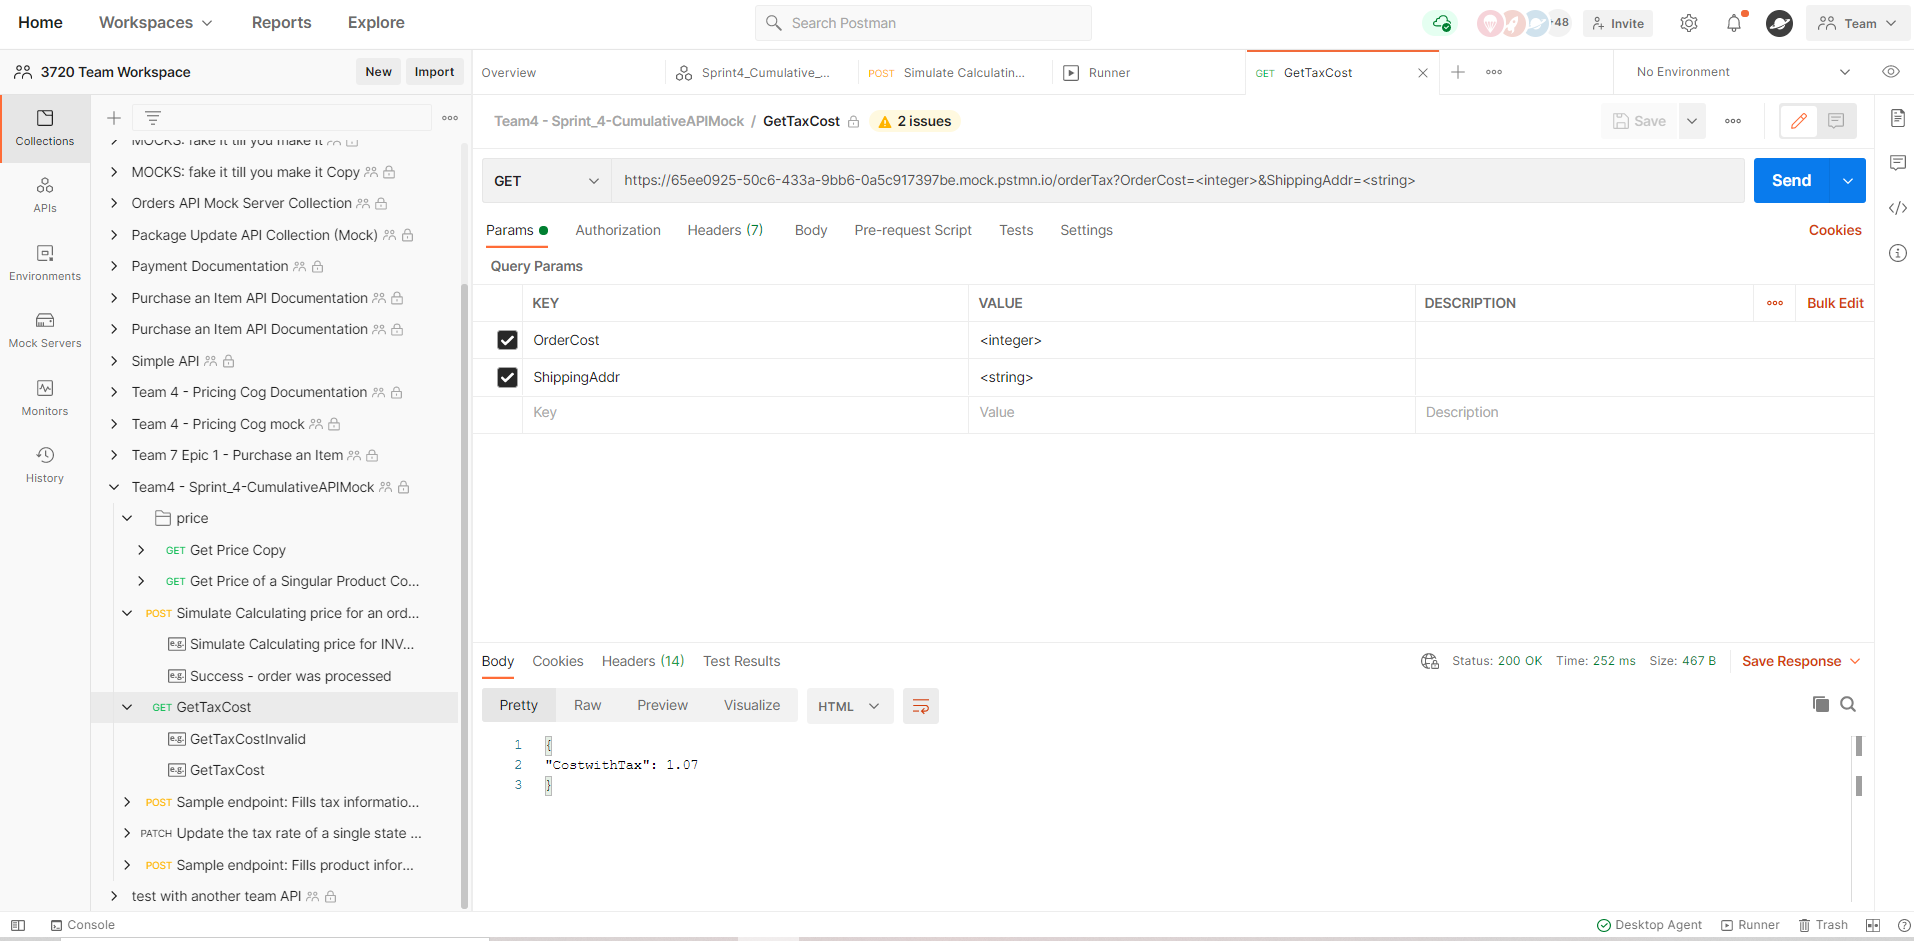 Home
Workspaces
Reports
Explore
Search Postman
+48
Invite
Team
3720 Team Workspace
New
Import
Overview
Sprint4_Cumulative_...
POST Simulate Calculatin...
Runner
GET GetTaxCost
No Environment
Collections
APIs
Environments
Mock Servers
Monitors
History
MOCKS: fake it till you make it
MOCKS: fake it till you make it Copy
Orders API Mock Server Collection
Package Update API Collection (Mock)
Payment Documentation
Purchase an Item API Documentation
Purchase an Item API Documentation
Simple API
Team 4 - Pricing Cog Documentation
Team 4 - Pricing Cog mock
Team 7 Epic 1 - Purchase an Item
Team4 - Sprint_4-CumulativeAPIMock
price
GET Get Price Copy
GET Get Price of a Singular Product Co...
POST Simulate Calculating price for an ord...
e.g. Simulate Calculating price for INV...
e.g. Success - order was processed
GET GetTaxCost
e.g. GetTaxCostInvalid
e.g. GetTaxCost
POST Sample endpoint: Fills tax informatio...
PATCH Update the tax rate of a single state ...
POST Sample endpoint: Fills product infor...
test with another team API
Team4 - Sprint_4-CumulativeAPIMock / GetTaxCost
2 issues
Save
GET
https://65ee0925-50c6-433a-9bb6-0a5c917397be.mock.pstmn.io/orderTax?OrderCost=<integer>&ShippingAddr=<string>
Send
Params
Authorization
Headers (7)
Body
Pre-request Script
Tests
Settings
Cookies
Query Params
KEY
VALUE
DESCRIPTION
Bulk Edit
OrderCost
<integer>
ShippingAddr
<string>
Key
Value
Description
Body
Cookies
Headers (14)
Test Results
Status: 200 OK
Time: 252 ms
Size: 467 B
Save Response
Pretty
Raw
Preview
Visualize
HTML
1 {
2 "CostwithTax": 1.07
3 }
Console
Desktop Agent
Runner
Trash